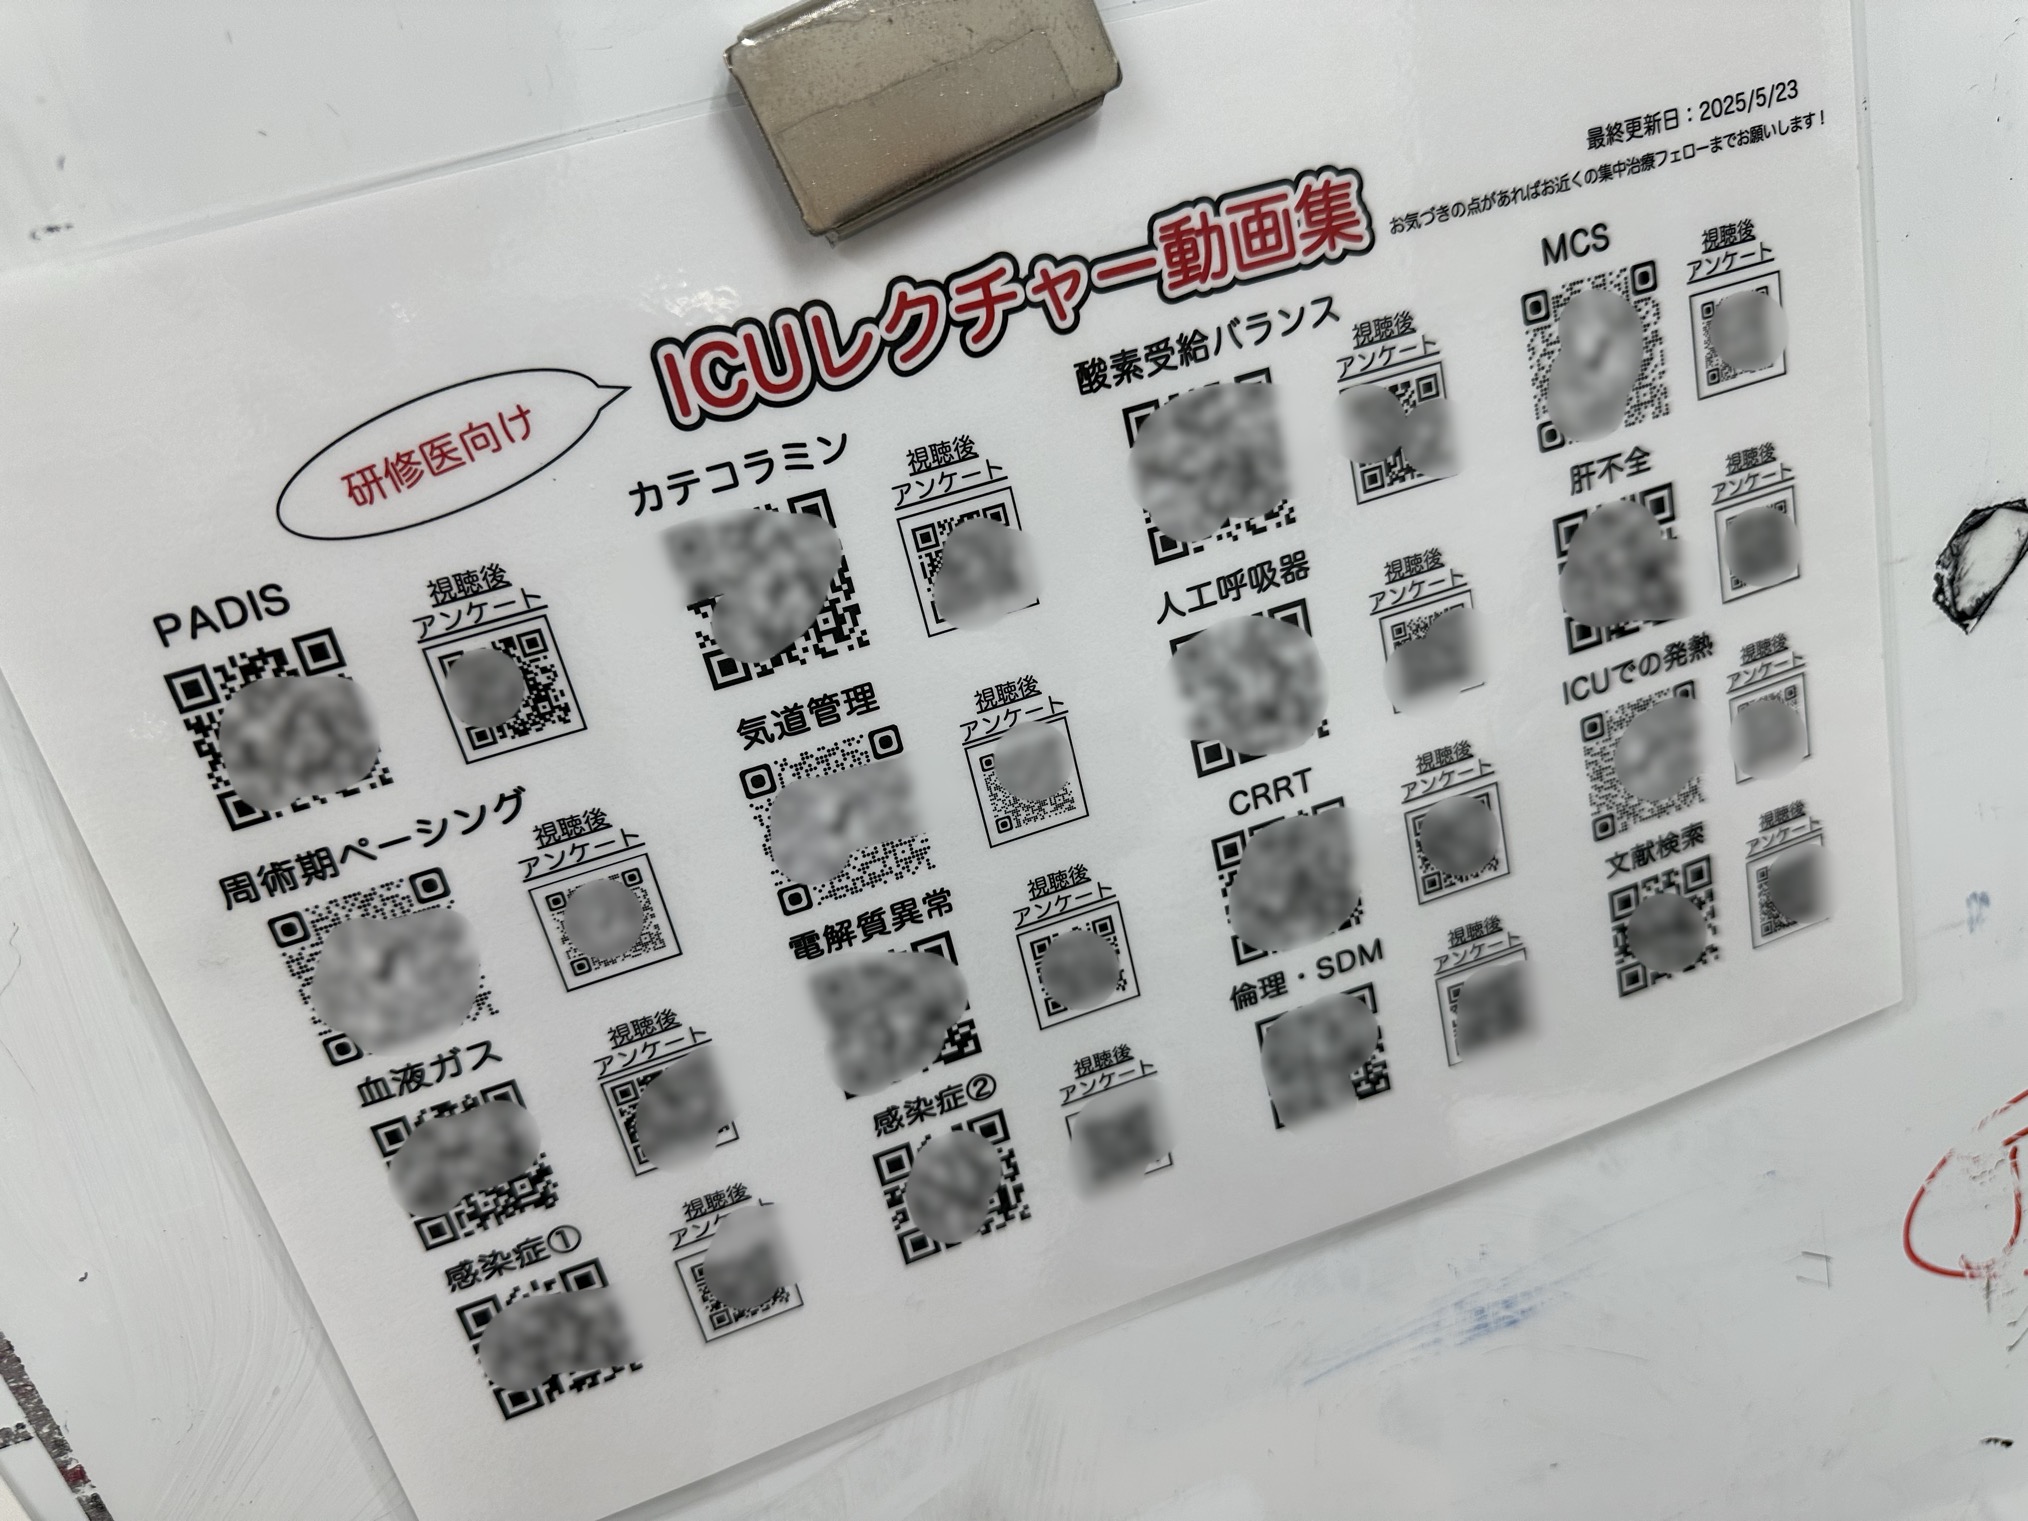 最終更新日：2025/5/23
お気づきの点があればお近くの集中治療フェローまでお願いします！
研修医向け
ICUレクチャー動画集
PADIS
視聴後
アンケート
周術期ペーシング
視聴後
アンケート
血液ガス
視聴後
アンケート
感染症①
視聴後
アン
カテコラミン
視聴後
アンケート
気道管理
視聴後
アンケート
電解質異常
視聴後
アンケート
感染症②
視聴後
アンケート
酸素受給バランス
視聴後
アンケート
人工呼吸器
視聴後
アンケート
CRRT
視聴後
アンケート
倫理・SDM
視聴後
アンケート
MCS
視聴後
アンケート
肝不全
視聴後
アンケート
ICUでの発熱
視聴後
アンケート
文献検索
視聴後
アンケート